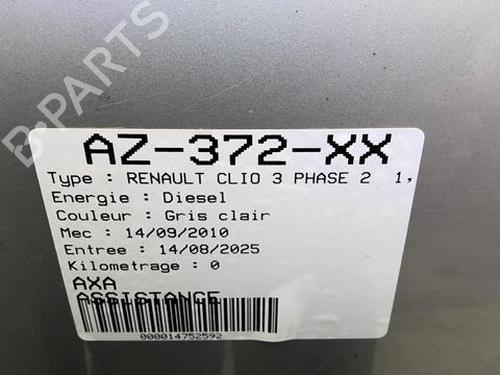 B-PARTS
AZ-372-XX
Type : RENAULT CLIO 3 PHASE 2 1,
Energie : Diesel
Couleur : Gris clair
Mec : 14/09/2010
Entree : 14/08/2025
Kilometrage : 0
AXA
ASSISTANCE
000014752592